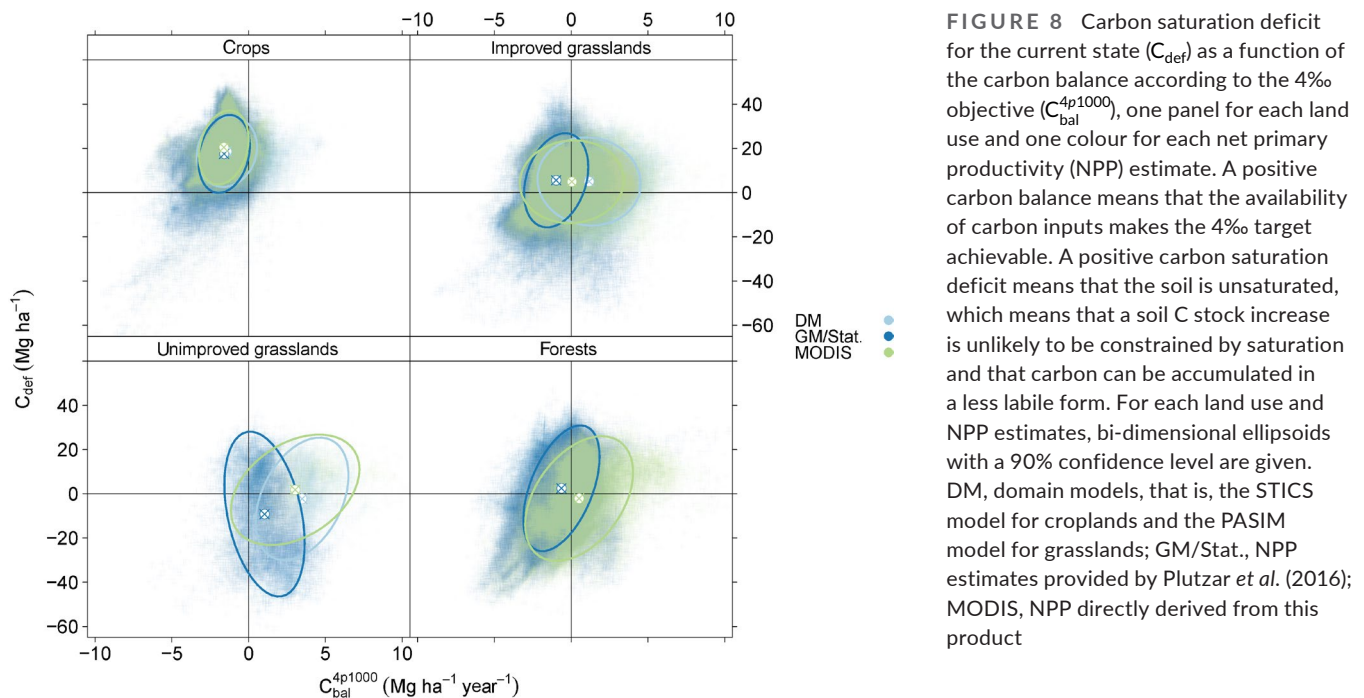 −10 −5 0 5 10
Crops
Improved grasslands
40
20
0
−20
−40
−60
Unimproved grasslands
Forests
40
20
0
−20
−40
−60
−10 −5 0 5 10
C_def (Mg ha⁻¹)
C_bal^4p1000 (Mg ha⁻¹ year⁻¹)
DM
GM/Stat.
MODIS
FIGURE 8 Carbon saturation deficit
for the current state (C_def) as a function of
the carbon balance according to the 4‰
objective (C_bal^4p1000), one panel for each land
use and one colour for each net primary
productivity (NPP) estimate. A positive
carbon balance means that the availability
of carbon inputs makes the 4‰ target
achievable. A positive carbon saturation
deficit means that the soil is unsaturated,
which means that a soil C stock increase
is unlikely to be constrained by saturation
and that carbon can be accumulated in
a less labile form. For each land use and
NPP estimates, bi-dimensional ellipsoids
with a 90% confidence level are given.
DM, domain models, that is, the STICS
model for croplands and the PASIM
model for grasslands; GM/Stat., NPP
estimates provided by Plutzar et al. (2016);
MODIS, NPP directly derived from this
product